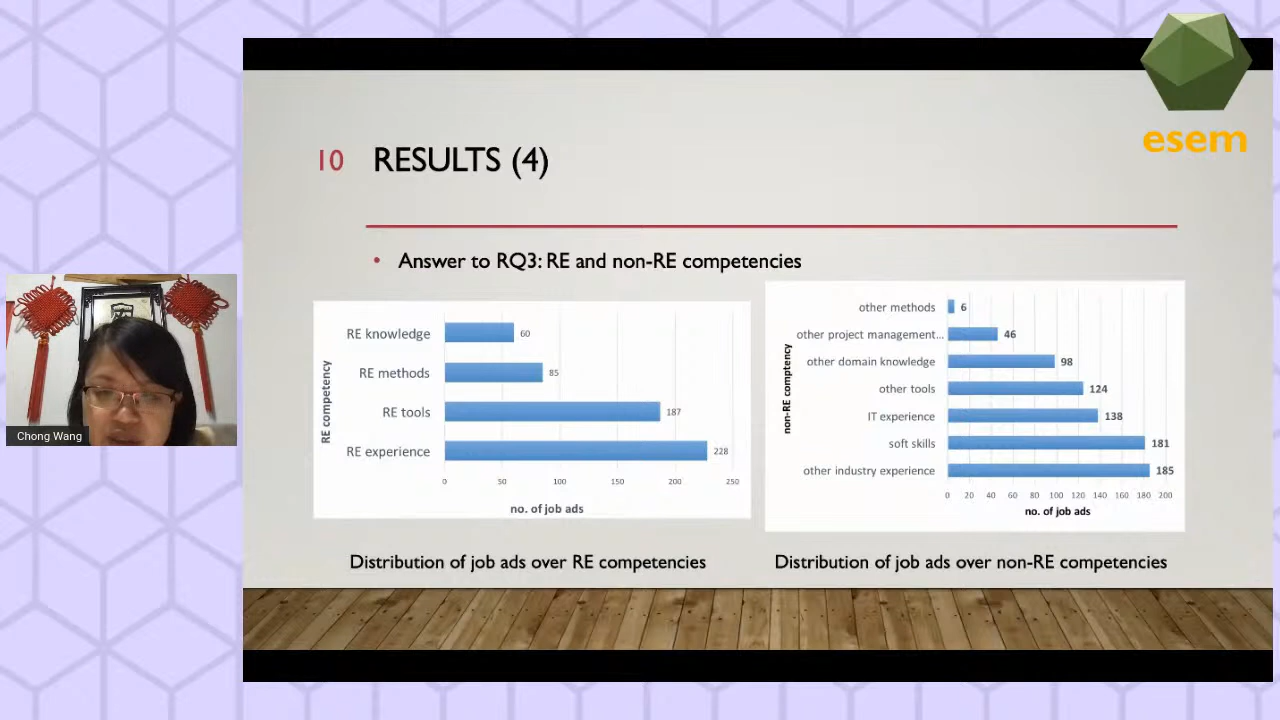 esem
10 RESULTS (4)
• Answer to RQ3: RE and non-RE competencies
RE competency
RE knowledge 60
RE methods 85
RE tools 187
RE experience 228
0 50 100 150 200 250
no. of job ads
Distribution of job ads over RE competencies
non-RE comptency
other methods 6
other project management... 46
other domain knowledge 98
other tools 124
IT experience 138
soft skills 181
other industry experience 185
0 20 40 60 80 100 120 140 160 180 200
no. of job ads
Distribution of job ads over non-RE competencies
Chong Wang